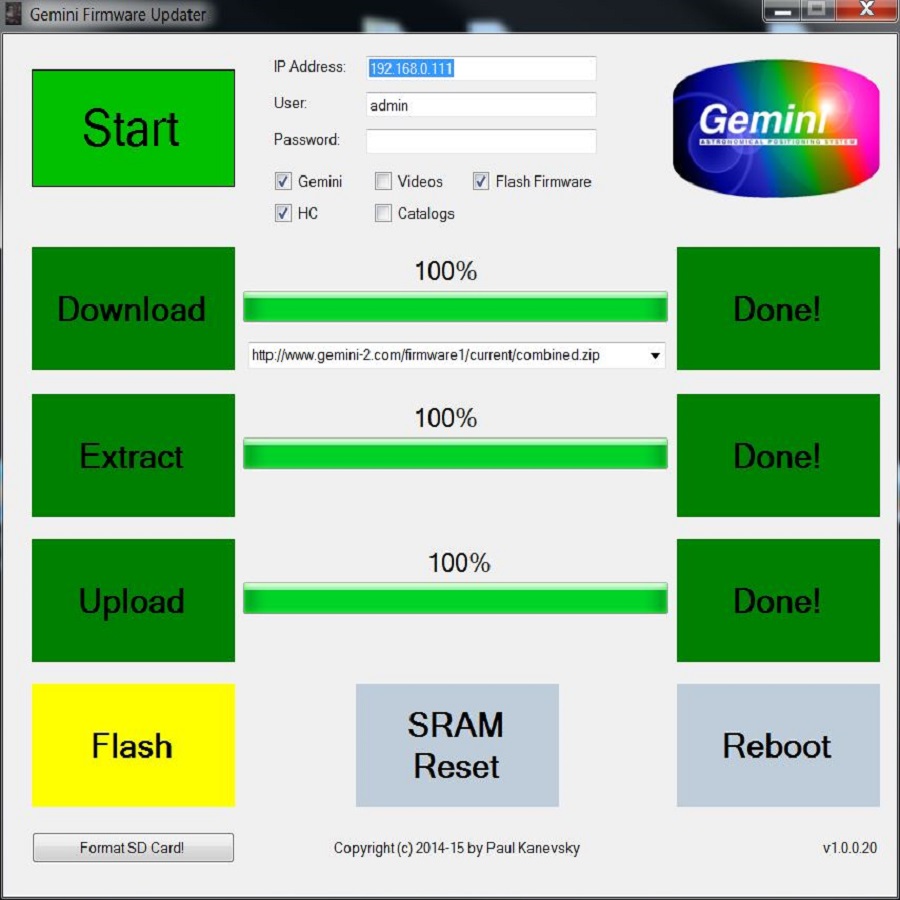 Gemini Firmware Updater
Start
IP Address: 192.168.0.111
User: admin
Password:
Gemini Videos Flash Firmware
HC Catalogs
Gemini
ASTRONOMICAL POSITIONING SYSTEM
100%
Download Done!
http://www.gemini-2.com/firmware1/current/combined.zip
100%
Extract Done!
100%
Upload Done!
Flash
SRAM
Reset
Reboot
Format SD Card!
Copyright (c) 2014-15 by Paul Kanevsky
v1.0.0.20